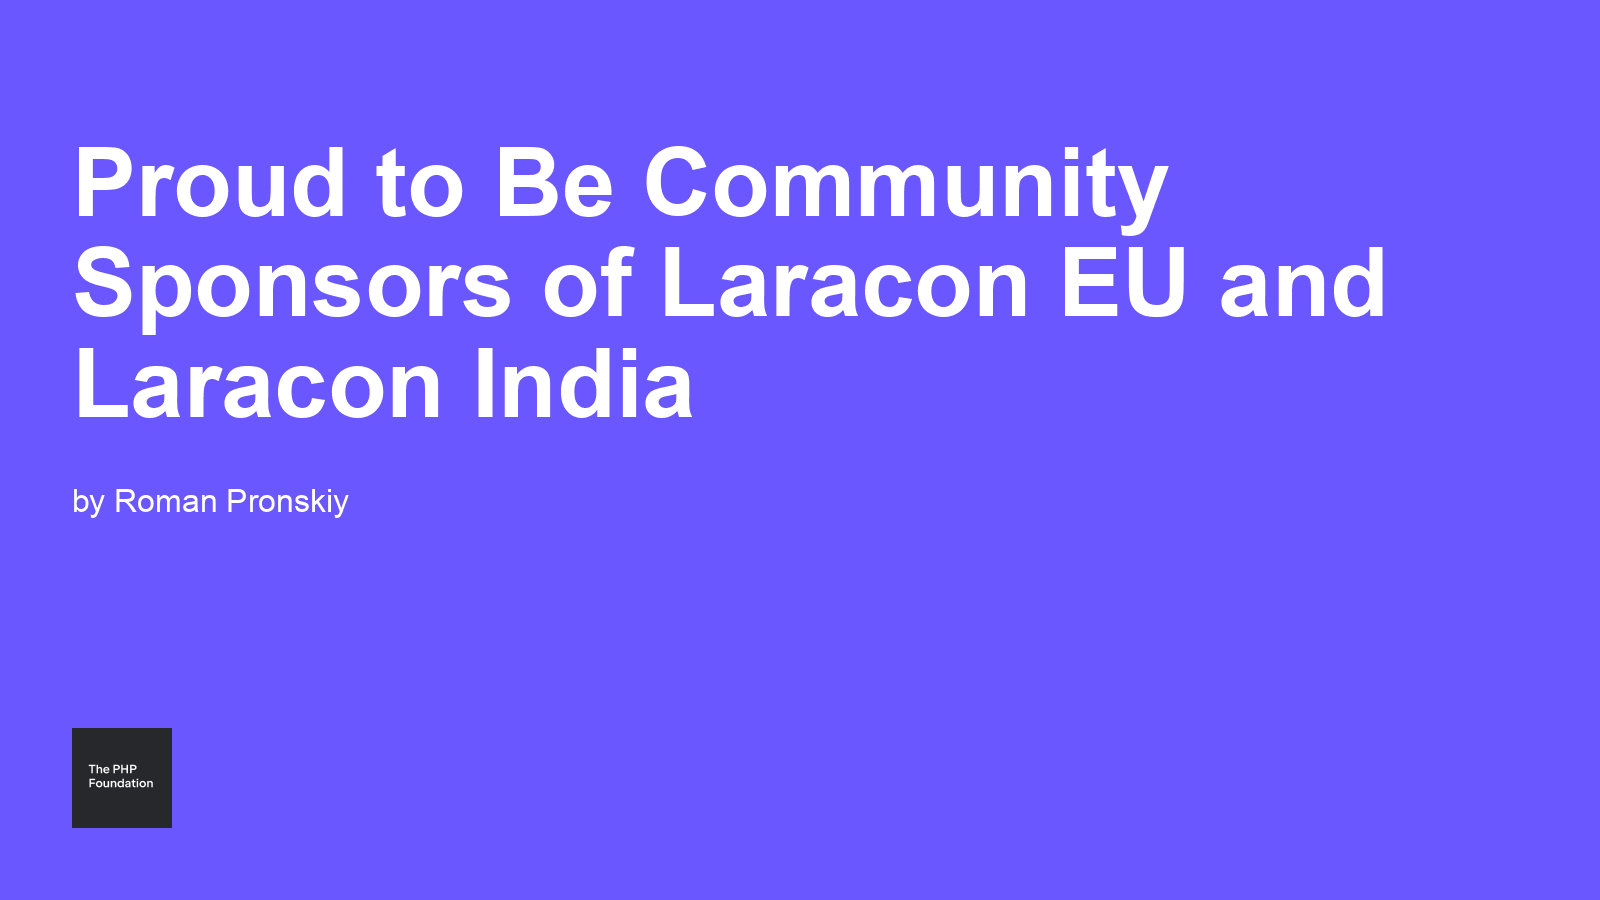 Proud to Be Community
Sponsors of Laracon EU and
Laracon India
by Roman Pronskiy
The PHP
Foundation